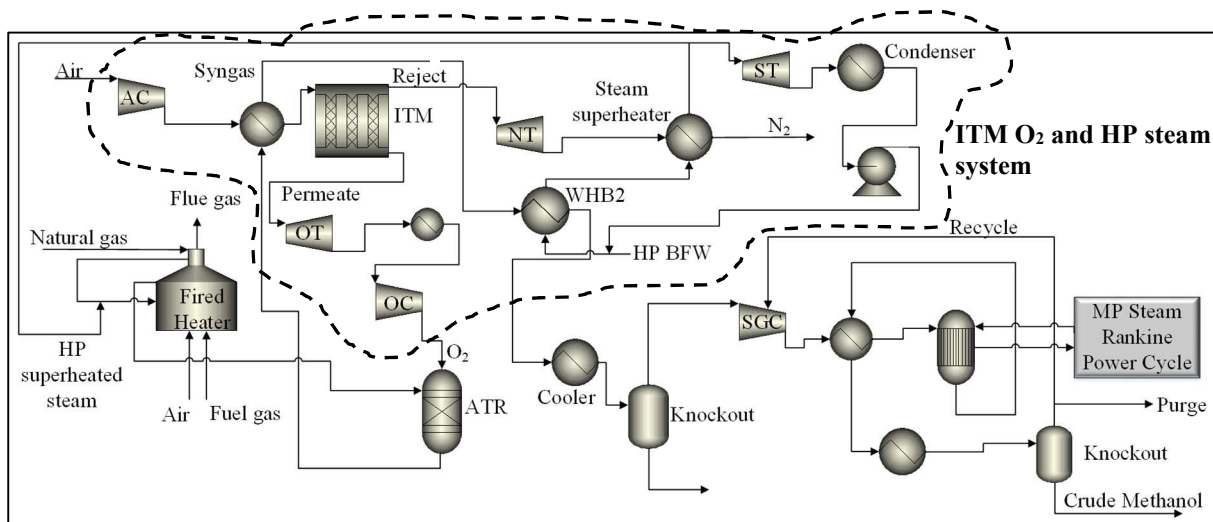 Air
AC
Syngas
Reject
ITM
ST
Condenser
Steam
superheater
NT
N₂
ITM O₂ and HP steam
system
Permeate
OT
WHB2
HP BFW
Flue gas
Natural gas
Fired
Heater
OC
O₂
Recycle
SGC
MP Steam
Rankine
Power Cycle
HP
superheated
steam
Air
Fuel gas
ATR
Cooler
Knockout
Purge
Knockout
Crude Methanol